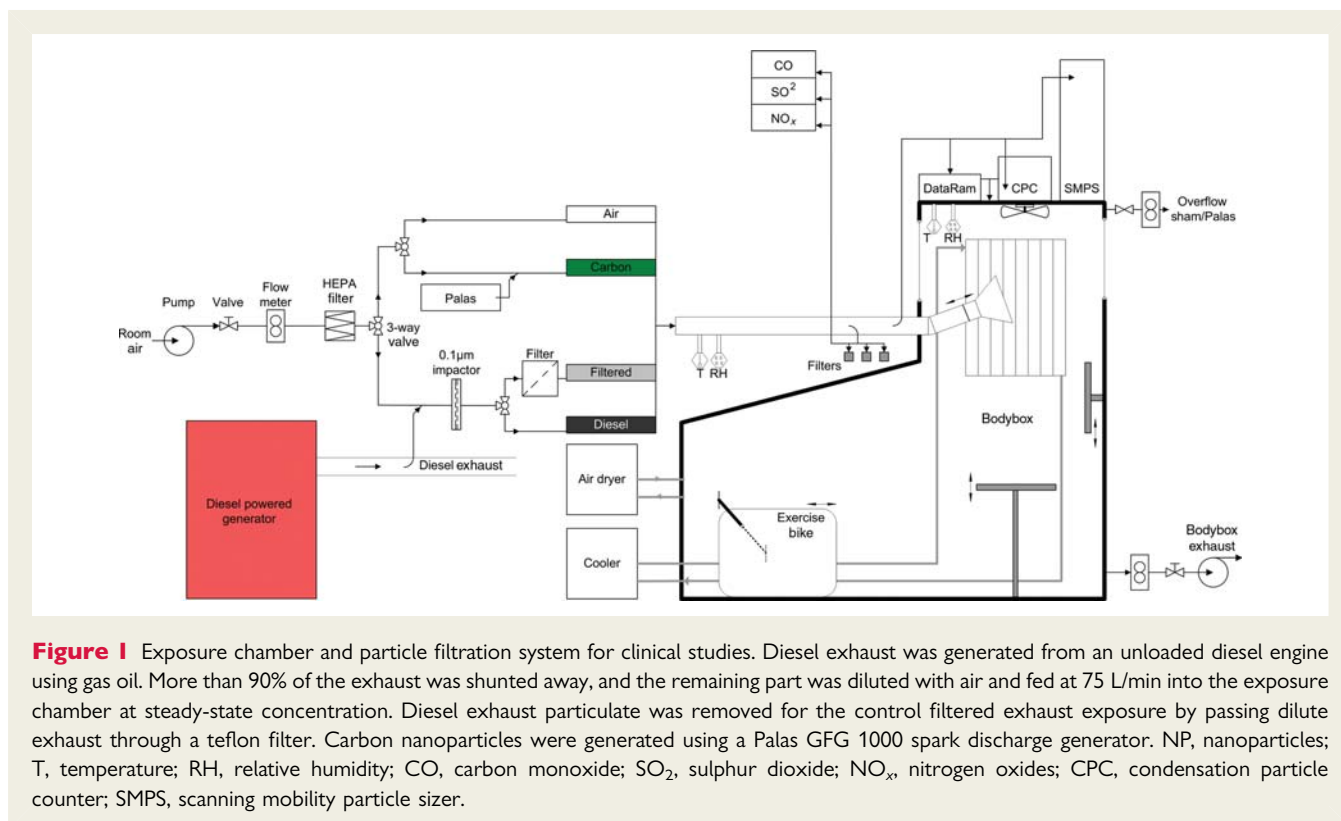 CO
SO²
NOₓ
DataRam
CPC
SMPS
Overflow
sham/Palas
T
RH
Air
Carbon
Palas
Pump
Valve
Flow
meter
HEPA
filter
Room
air
3-way
valve
0.1µm
impactor
Filter
Filtered
Diesel
T
RH
Filters
Bodybox
Diesel exhaust
Diesel powered
generator
Air dryer
Cooler
Exercise
bike
Bodybox
exhaust
Figure 1 Exposure chamber and particle filtration system for clinical studies. Diesel exhaust was generated from an unloaded diesel engine
using gas oil. More than 90% of the exhaust was shunted away, and the remaining part was diluted with air and fed at 75 L/min into the exposure
chamber at steady-state concentration. Diesel exhaust particulate was removed for the control filtered exhaust exposure by passing dilute
exhaust through a teflon filter. Carbon nanoparticles were generated using a Palas GFG 1000 spark discharge generator. NP, nanoparticles;
T, temperature; RH, relative humidity; CO, carbon monoxide; SO₂, sulphur dioxide; NOₓ, nitrogen oxides; CPC, condensation particle
counter; SMPS, scanning mobility particle sizer.